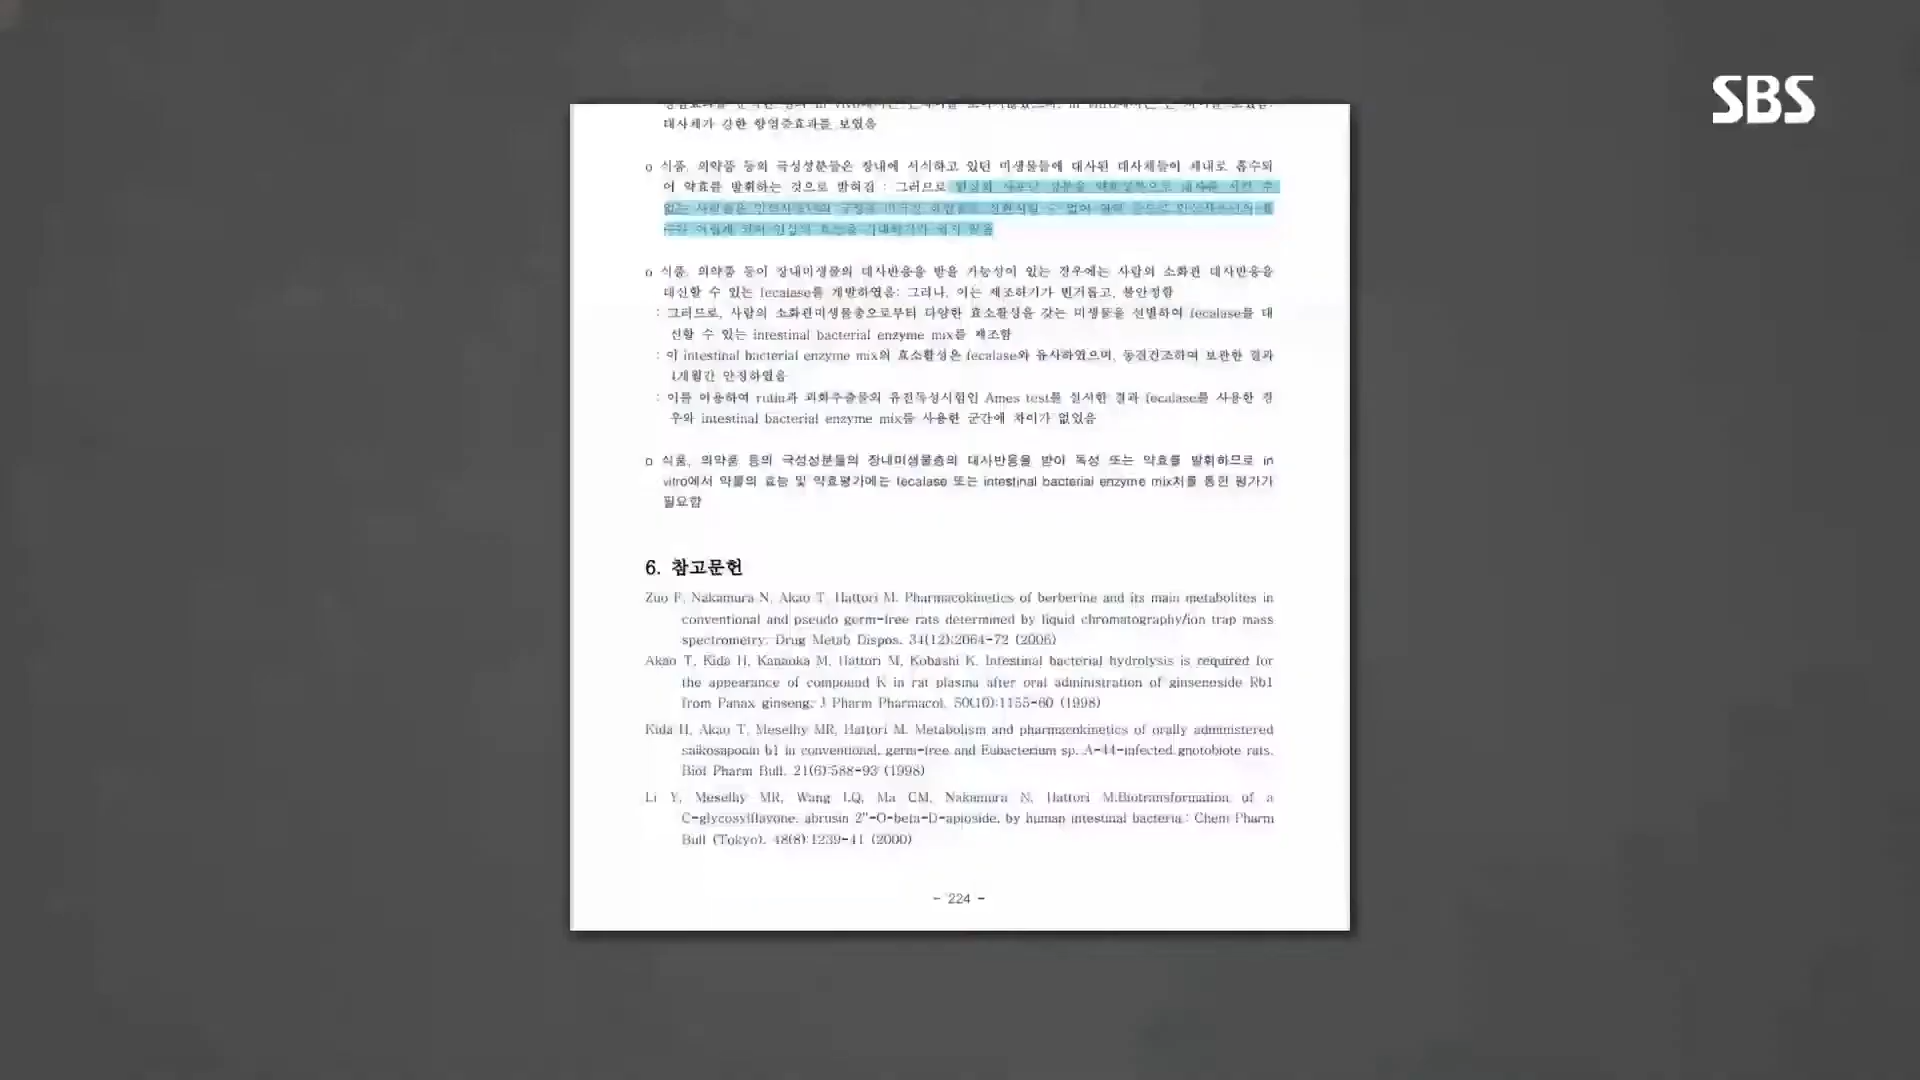 SBS
대사체가 강한 항염증효과를 보였음
o 식품, 의약품 등의 극성성분들은 장내에 서식하고 있던 미생물들에 대사된 대사체들이 체내로 흡수되
어 약효를 발휘하는 것으로 밝혀짐 : 그러므로
o 식품, 의약품 등이 장내미생물의 대사반응을 받을 가능성이 있는 경우에는 사람의 소화관 대사반응을
대신할 수 있는 fecalase를 개발하였음: 그러나, 이는 제조하기가 번거롭고, 불안정함
: 그러므로, 사람의 소화관미생물총으로부터 다양한 효소활성을 갖는 미생물을 선별하여 fecalase를 대
신할 수 있는 intestinal bacterial enzyme mix를 제조함
: 이 intestinal bacterial enzyme mix의 효소활성은 fecalase와 유사하였으며, 동결건조하여 보관한 결과
개월간 안정하였음
: 이를 이용하여 rutin과 괴화추출물의 유전독성시험인 Ames test를 실시한 결과 fecalase를 사용한 경
우와 intestinal bacterial enzyme mix를 사용한 군간에 차이가 없었음
o 식품, 의약품 등의 극성성분들의 장내미생물총의 대사반응을 받아 독성 또는 약효를 발휘하므로 in
vitro에서 약물의 효능 및 약효평가에는 fecalase 또는 intestinal bacterial enzyme mix처를 통한 평가가
필요함
6. 참고문헌
Zuo F, Nakamura N, Akao T, Hattori M. Pharmacokinetics of berberine and its main metabolites in
conventional and pseudo germ-free rats determined by liquid chromatography/ion trap mass
spectrometry. Drug Metab Dispos. 34(12):2064-72 (2006)
Akao T, Kida H, Kanaoka M, Hattori M, Kobashi K. Intestinal bacterial hydrolysis is required for
the appearance of compound K in rat plasma after oral administration of ginsenoside Rb1
from Panax ginseng. J Pharm Pharmacol. 50(10):1155-60 (1998)
Kida H, Akao T, Meselhy MR, Hattori M. Metabolism and pharmacokinetics of orally administered
saikosaponin b1 in conventional, germ-free and Eubacterium sp. A-44-infected gnotobiote rats.
Biol Pharm Bull. 21(6):588-93 (1998)
Li Y, Meselhy MR, Wang LQ, Ma CM, Nakamura N, Hattori M.Biotransformation of a
C-glycosylflavone, abrusin 2"-O-beta-D-apioside, by human intestinal bacteria.: Chem Pharm
Bull (Tokyo). 48(8):1239-41 (2000)
- 224 -